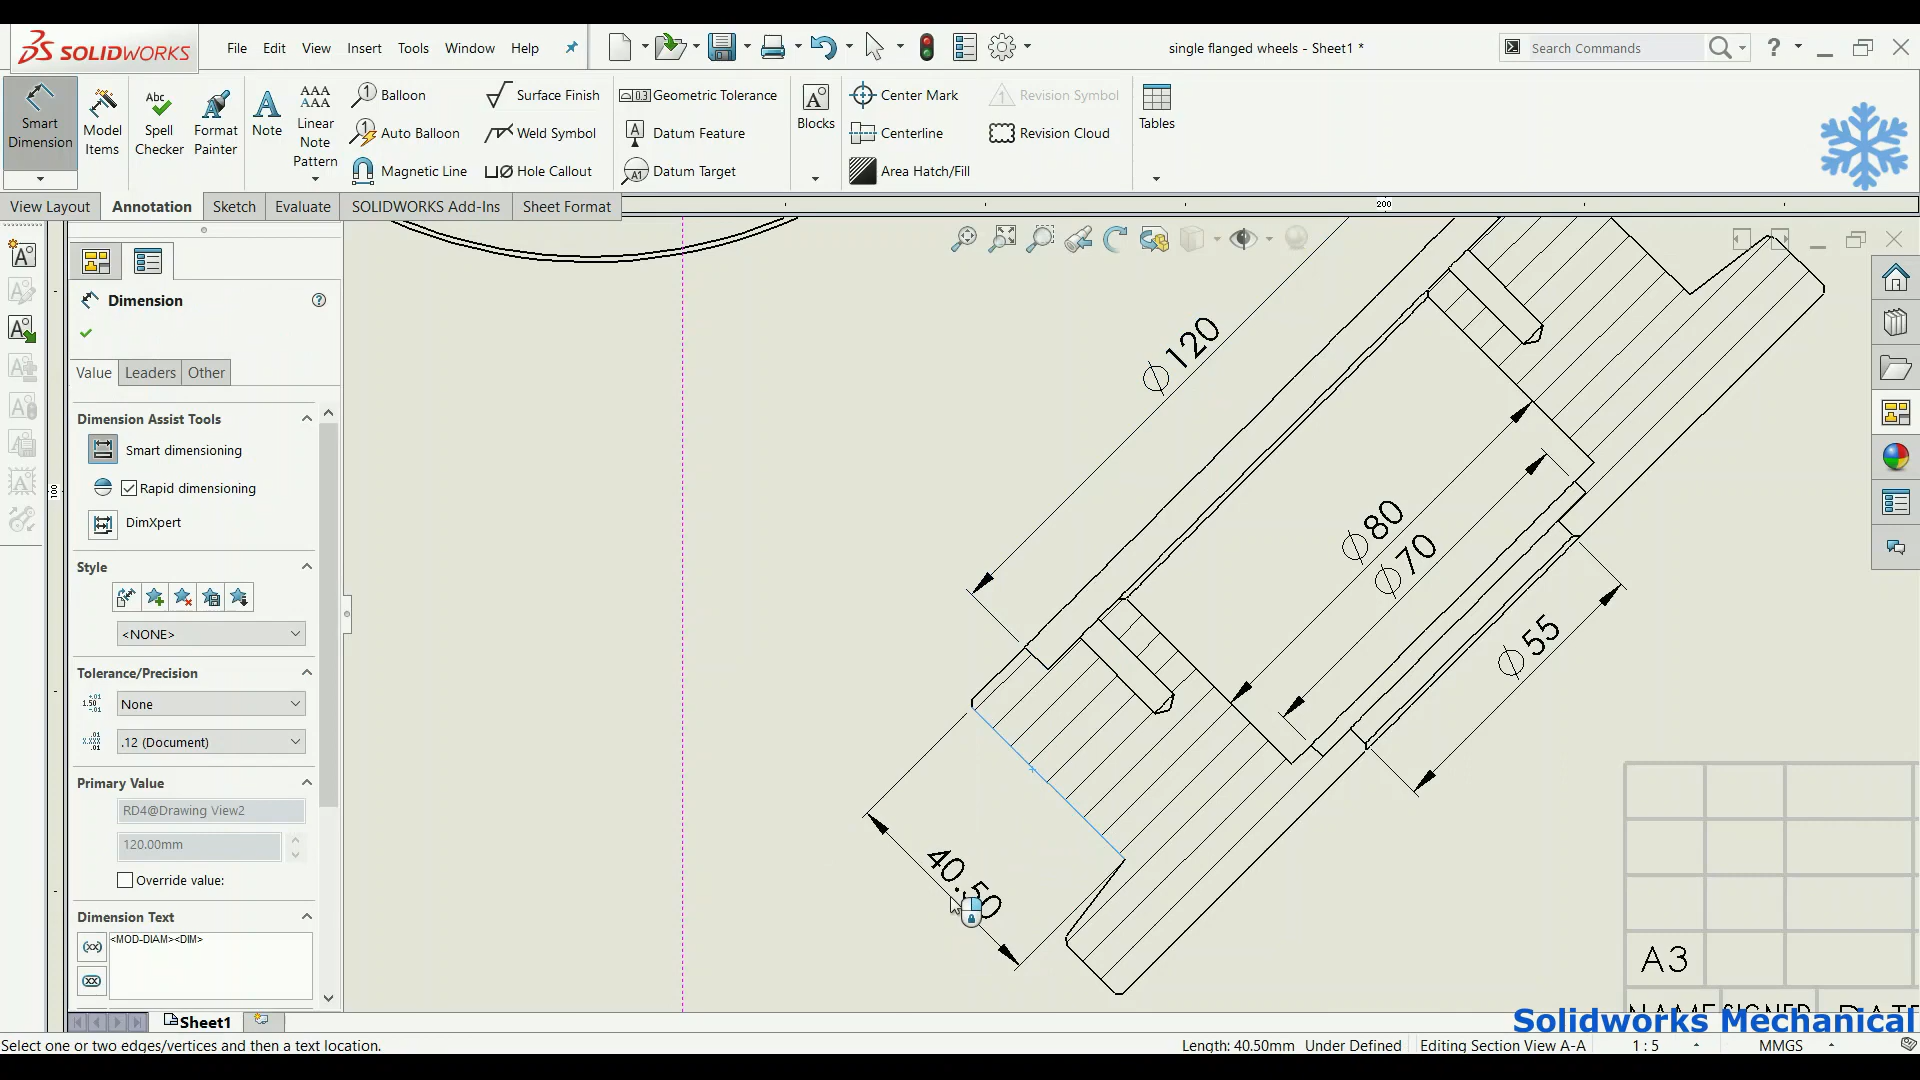 SOLIDWORKS
File Edit View Insert Tools Window Help
single flanged wheels - Sheet1 *
Search Commands
Smart Dimension
Model Items
Spell Checker
Format Painter
Note
Linear Note Pattern
Balloon
Auto Balloon
Magnetic Line
Surface Finish
Weld Symbol
Hole Callout
Geometric Tolerance
Datum Feature
Datum Target
Blocks
Center Mark
Centerline
Area Hatch/Fill
Revision Symbol
Revision Cloud
Tables
View Layout Annotation Sketch Evaluate SOLIDWORKS Add-Ins Sheet Format
200
100
Dimension
Value Leaders Other
Dimension Assist Tools
Smart dimensioning
Rapid dimensioning
DimXpert
Style
<NONE>
Tolerance/Precision
None
.12 (Document)
Primary Value
RD4@Drawing View2
120.00mm
Override value:
Dimension Text
<MOD-DIAM><DIM>
∅120
∅80
∅70
∅55
40.50
A3
Sheet1
Solidworks Mechanical
Select one or two edges/vertices and then a text location.
Length: 40.50mm Under Defined Editing Section View A-A 1 : 5 MMGS